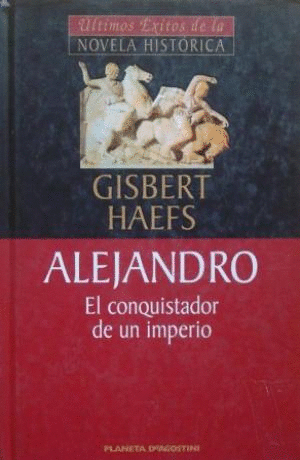 Últimos Éxitos de la
NOVELA HISTÓRICA
GISBERT
HAEFS
ALEJANDRO
El conquistador
de un imperio
PLANETA DEAGOSTINI